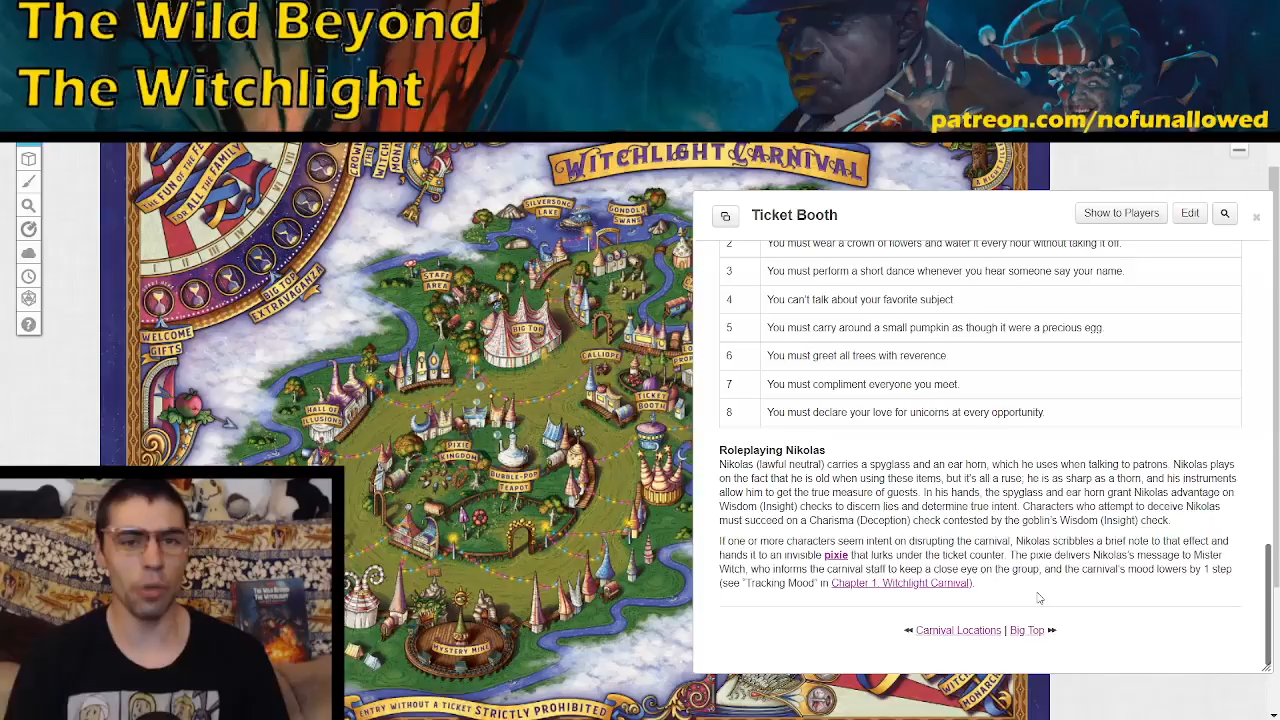 The Wild Beyond
The Witchlight
patreon.com/nofunallowed
WITCHLIGHT CARNIVAL
THE FUN OF THE
FOR ALL THE FAMILY
BIG TOP
EXTRAVAGANZA
WELCOME
GIFTS
SILVERSONG
LAKE
GONDOLA
SWANS
STAFF
AREA
BIG TOP
CALLIOPE
TICKET
BOOTH
HALL OF
ILLUSIONS
PIXIE
KINGDOM
BUBBLE-POP
TEAPOT
MYSTERY MINE
ENTRY WITHOUT A TICKET STRICTLY PROHIBITED
Ticket Booth
Show to Players
Edit
2 You must wear a crown of flowers and water it every hour without taking it off.
3 You must perform a short dance whenever you hear someone say your name.
4 You can't talk about your favorite subject
5 You must carry around a small pumpkin as though it were a precious egg.
6 You must greet all trees with reverence.
7 You must compliment everyone you meet.
8 You must declare your love for unicorns at every opportunity.
Roleplaying Nikolas
Nikolas (lawful neutral) carries a spyglass and an ear horn, which he uses when talking to patrons. Nikolas plays
on the fact that he is old when using these items, but it's all a ruse; he is as sharp as a thorn, and his instruments
allow him to get the true measure of guests. In his hands, the spyglass and ear horn grant Nikolas advantage on
Wisdom (Insight) checks to discern lies and determine true intent. Characters who attempt to deceive Nikolas
must succeed on a Charisma (Deception) check contested by the goblin's Wisdom (Insight) check.
If one or more characters seem intent on disrupting the carnival, Nikolas scribbles a brief note to that effect and
hands it to an invisible pixie that lurks under the ticket counter. The pixie delivers Nikolas's message to Mister
Witch, who informs the carnival staff to keep a close eye on the group, and the carnival's mood lowers by 1 step
(see "Tracking Mood" in Chapter 1. Witchlight Carnival).
Carnival Locations | Big Top